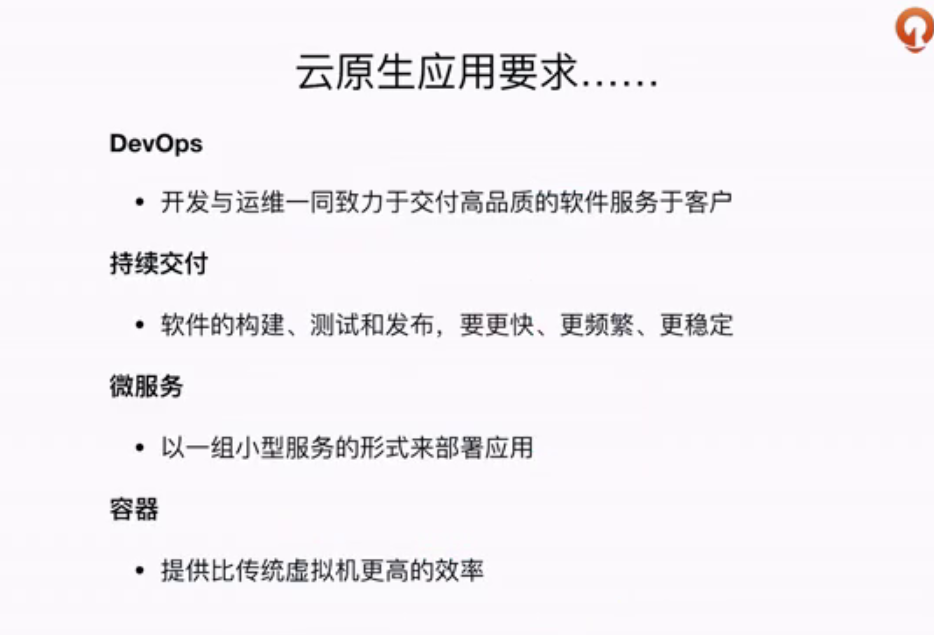 云原生应用要求……
DevOps
• 开发与运维一同致力于交付高品质的软件服务于客户
持续交付
• 软件的构建、测试和发布，要更快、更频繁、更稳定
微服务
• 以一组小型服务的形式来部署应用
容器
• 提供比传统虚拟机更高的效率